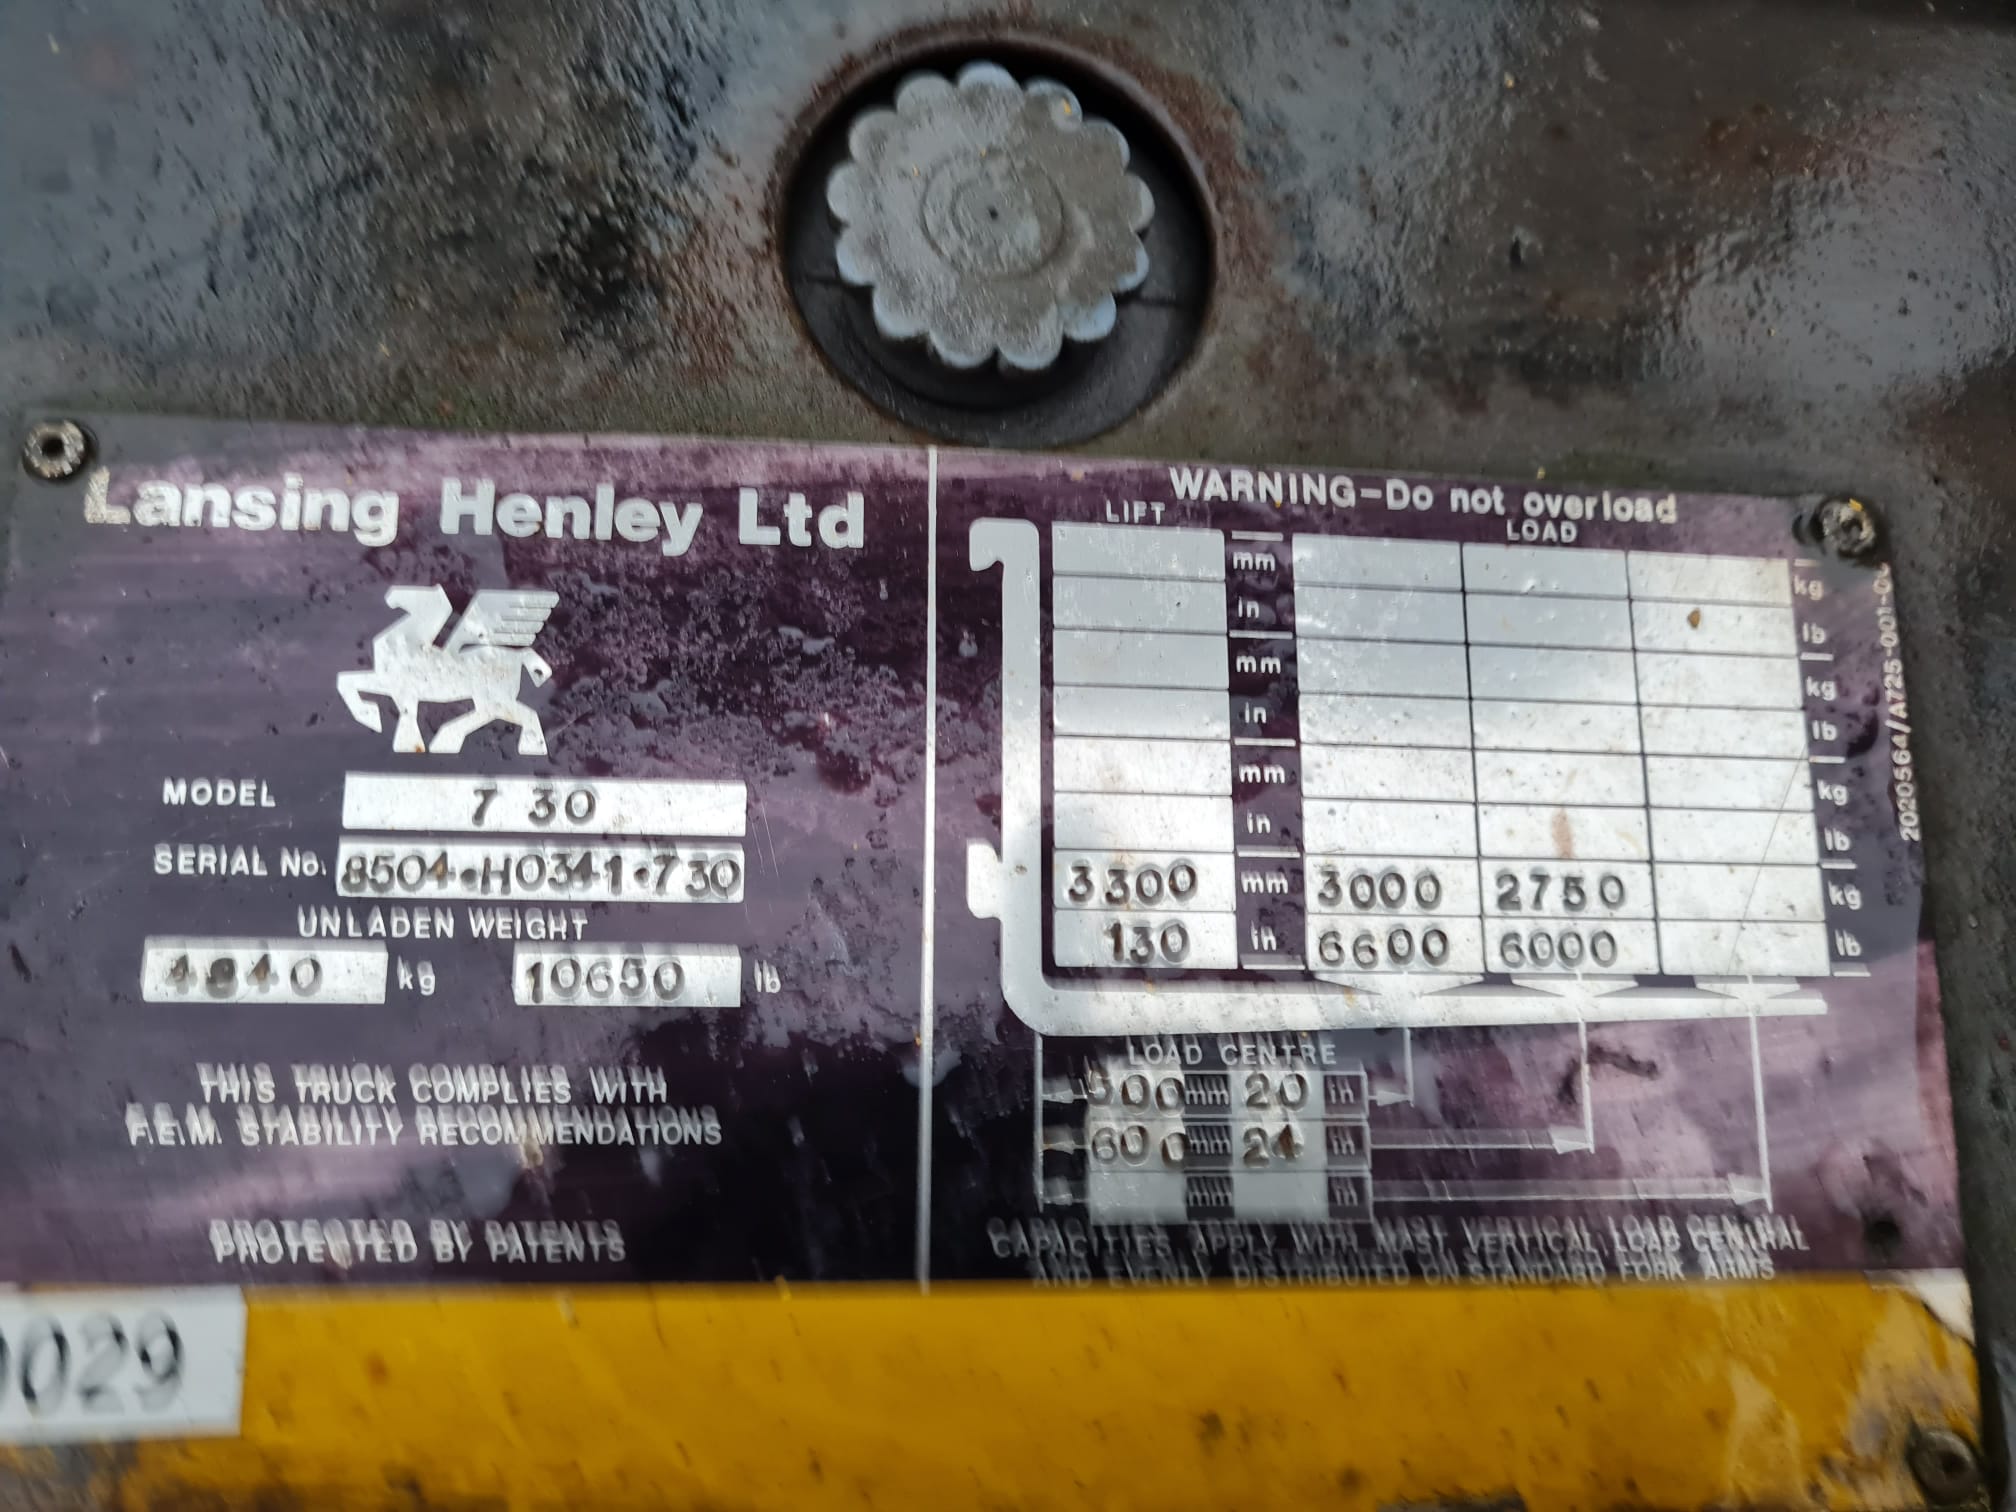 Lansing Henley Ltd
MODEL 7 30
SERIAL No. 8504·H0341·730
UNLADEN WEIGHT
4840 kg 10650 lb
THIS TRUCK COMPLIES WITH
F.E.M. STABILITY RECOMMENDATIONS
PROTECTED BY PATENTS
WARNING-Do not overload
LIFT LOAD
mm kg
in lb
mm kg
in lb
mm kg
in lb
3300 mm 3000 2750 kg
130 in 6600 6000 lb
LOAD CENTRE
500 mm 20 in
600 mm 24 in
mm in
CAPACITIES APPLY WITH MAST VERTICAL, LOAD CENTRAL
AND EVENLY DISTRIBUTED ON STANDARD FORK ARMS
029